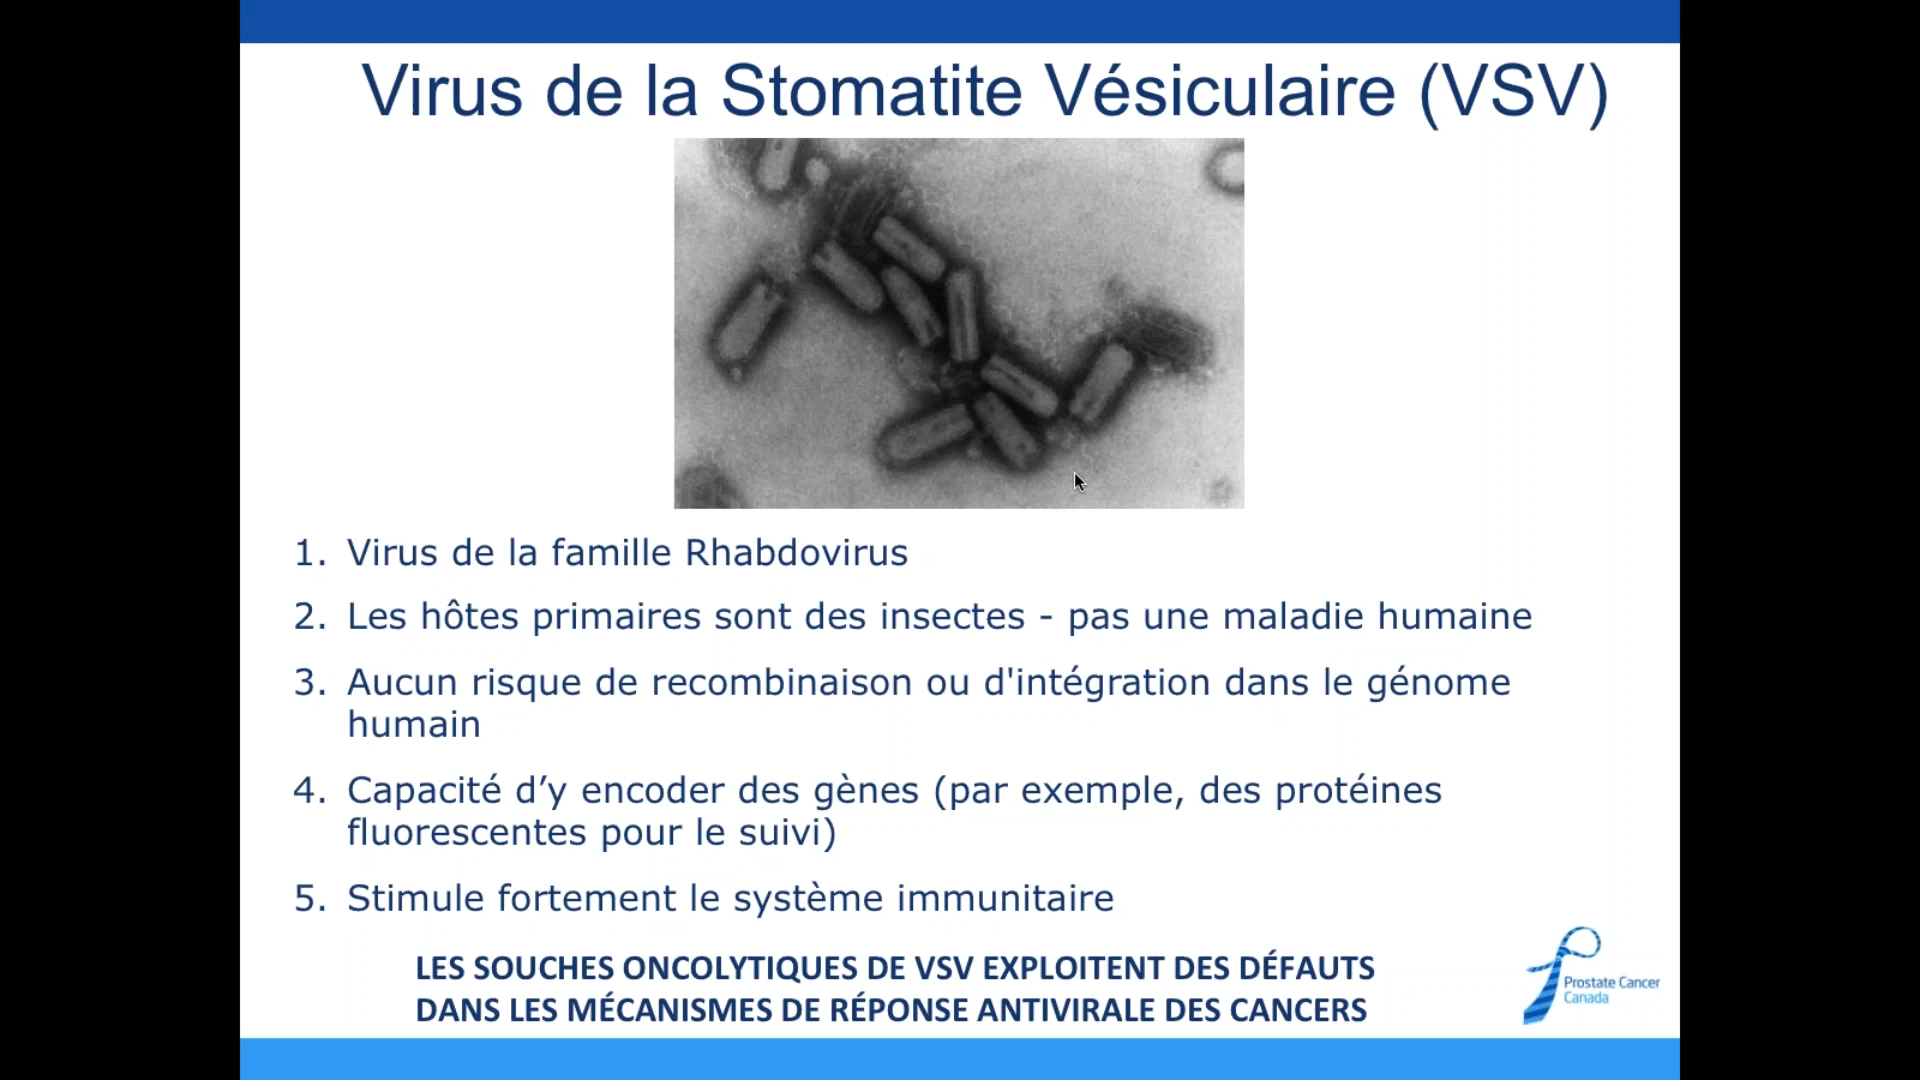 Virus de la Stomatite Vésiculaire (VSV)
1. Virus de la famille Rhabdovirus
2. Les hôtes primaires sont des insectes - pas une maladie humaine
3. Aucun risque de recombinaison ou d'intégration dans le génome
humain
4. Capacité d’y encoder des gènes (par exemple, des protéines
fluorescentes pour le suivi)
5. Stimule fortement le système immunitaire
LES SOUCHES ONCOLYTIQUES DE VSV EXPLOITENT DES DÉFAUTS
DANS LES MÉCANISMES DE RÉPONSE ANTIVIRALE DES CANCERS
Prostate Cancer
Canada